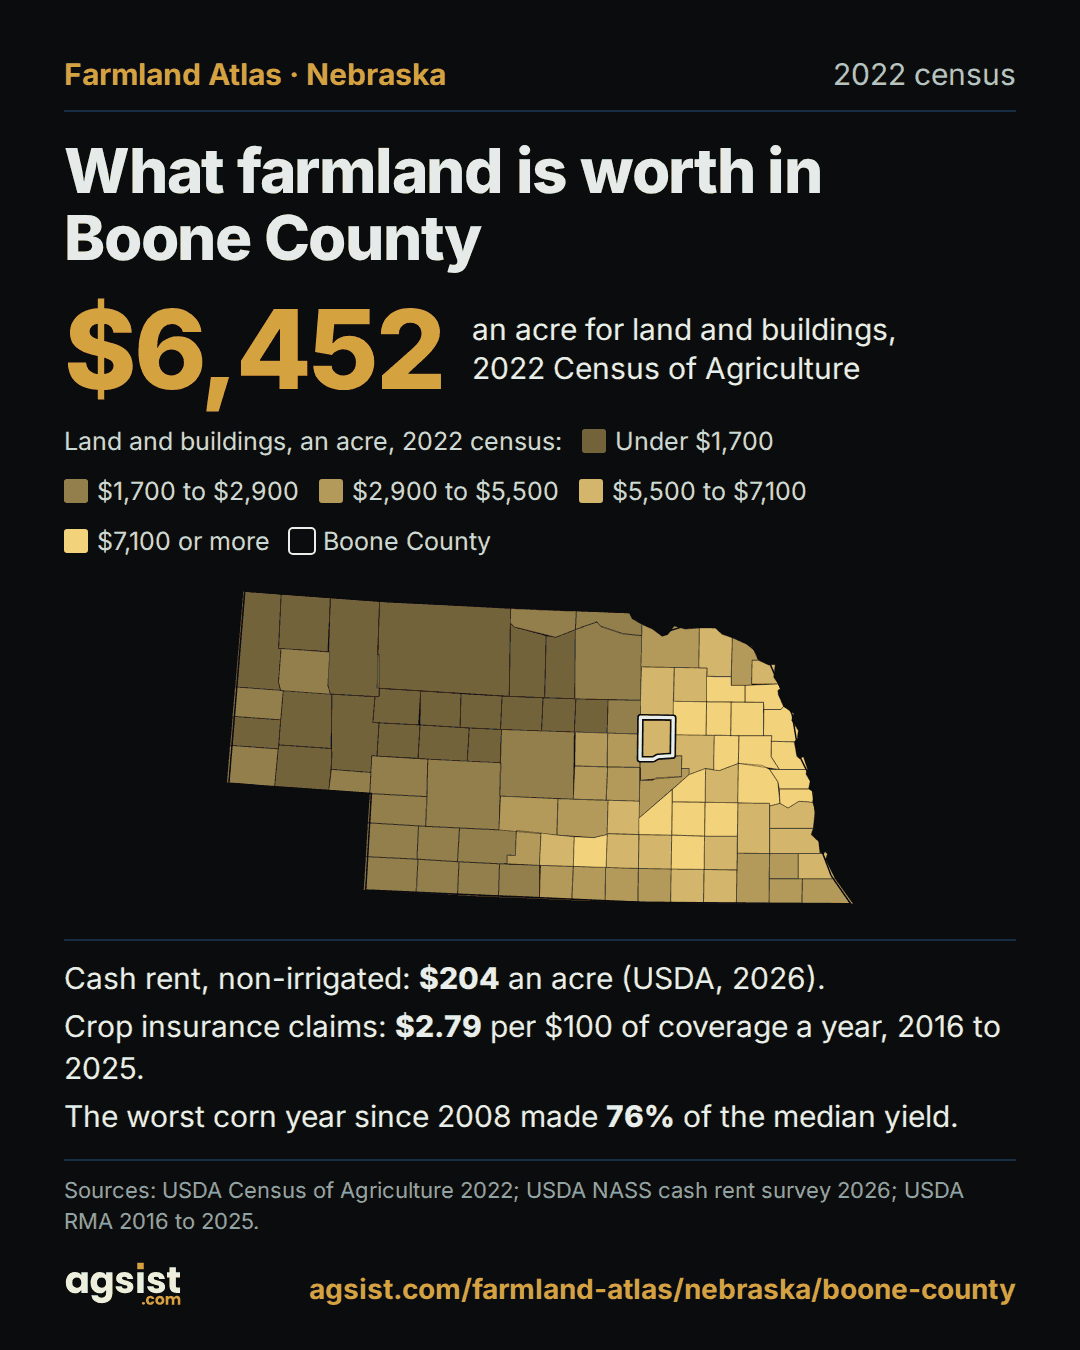 Farmland Atlas · Nebraska
2022 census
What farmland is worth in
Boone County
$6,452
an acre for land and buildings,
2022 Census of Agriculture
Land and buildings, an acre, 2022 census: Under $1,700
$1,700 to $2,900 $2,900 to $5,500 $5,500 to $7,100
$7,100 or more Boone County
Cash rent, non-irrigated: $204 an acre (USDA, 2026).
Crop insurance claims: $2.79 per $100 of coverage a year, 2016 to
2025.
The worst corn year since 2008 made 76% of the median yield.
Sources: USDA Census of Agriculture 2022; USDA NASS cash rent survey 2026; USDA
RMA 2016 to 2025.
agsist
.com
agsist.com/farmland-atlas/nebraska/boone-county